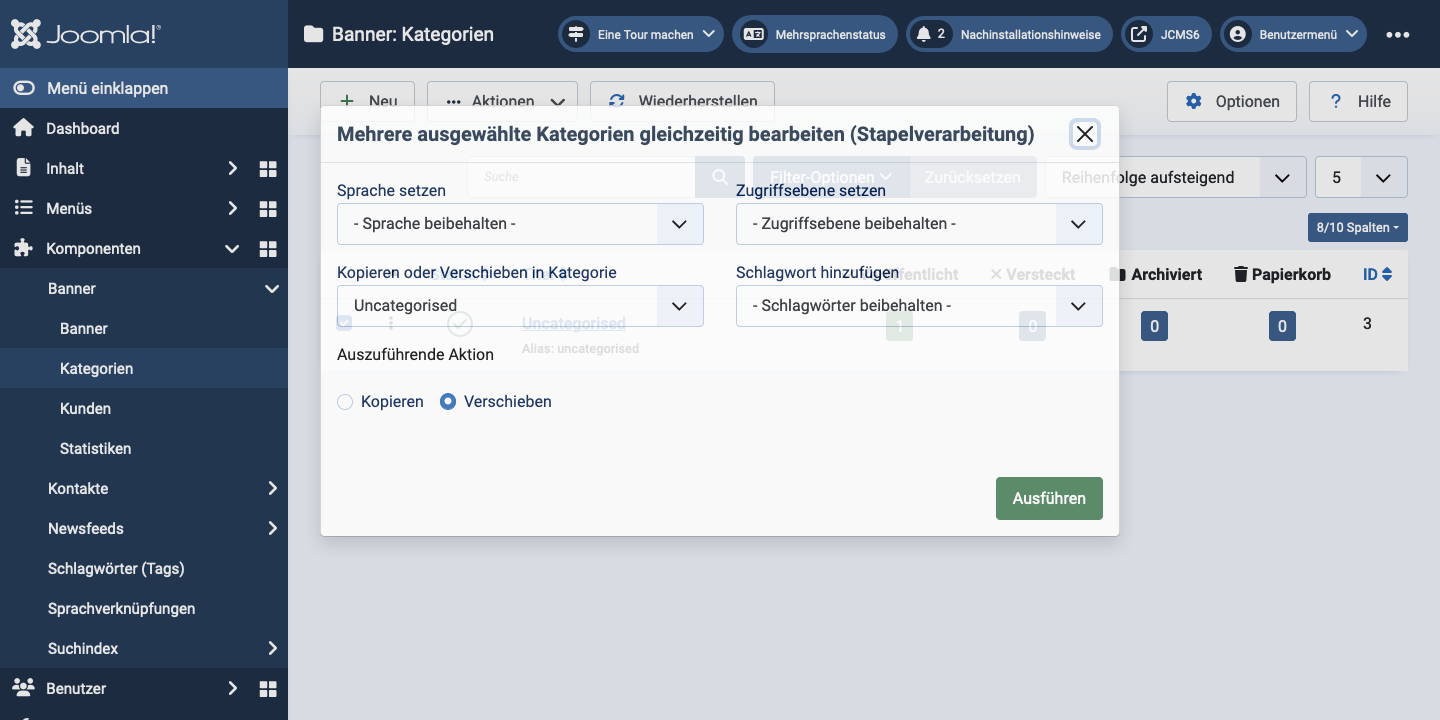 Joomla!
Banner: Kategorien
Eine Tour machen
Mehrsprachenstatus
2
Nachinstallationshinweise
JCMS6
Benutzermenü
Menü einklappen
Dashboard
Inhalt
Menüs
Komponenten
Banner
Banner
Kategorien
Kunden
Statistiken
Kontakte
Newsfeeds
Schlagwörter (Tags)
Sprachverknüpfungen
Suchindex
Benutzer
Neu
Aktionen
Wiederherstellen
Optionen
? Hilfe
Mehrere ausgewählte Kategorien gleichzeitig bearbeiten (Stapelverarbeitung)
Suche
Filter-Optionen
Zurücksetzen
Reihenfolge aufsteigend
5
8/10 Spalten
Sprache setzen
- Sprache beibehalten -
Zugriffsebene setzen
- Zugriffsebene beibehalten -
Kopieren oder Verschieben in Kategorie
Uncategorised
Schlagwort hinzufügen
- Schlagwörter beibehalten -
Versteckt
Archiviert
Papierkorb
ID
Uncategorised
Alias: uncategorised
1
0
0
0
3
Auszuführende Aktion
Kopieren
Verschieben
Ausführen